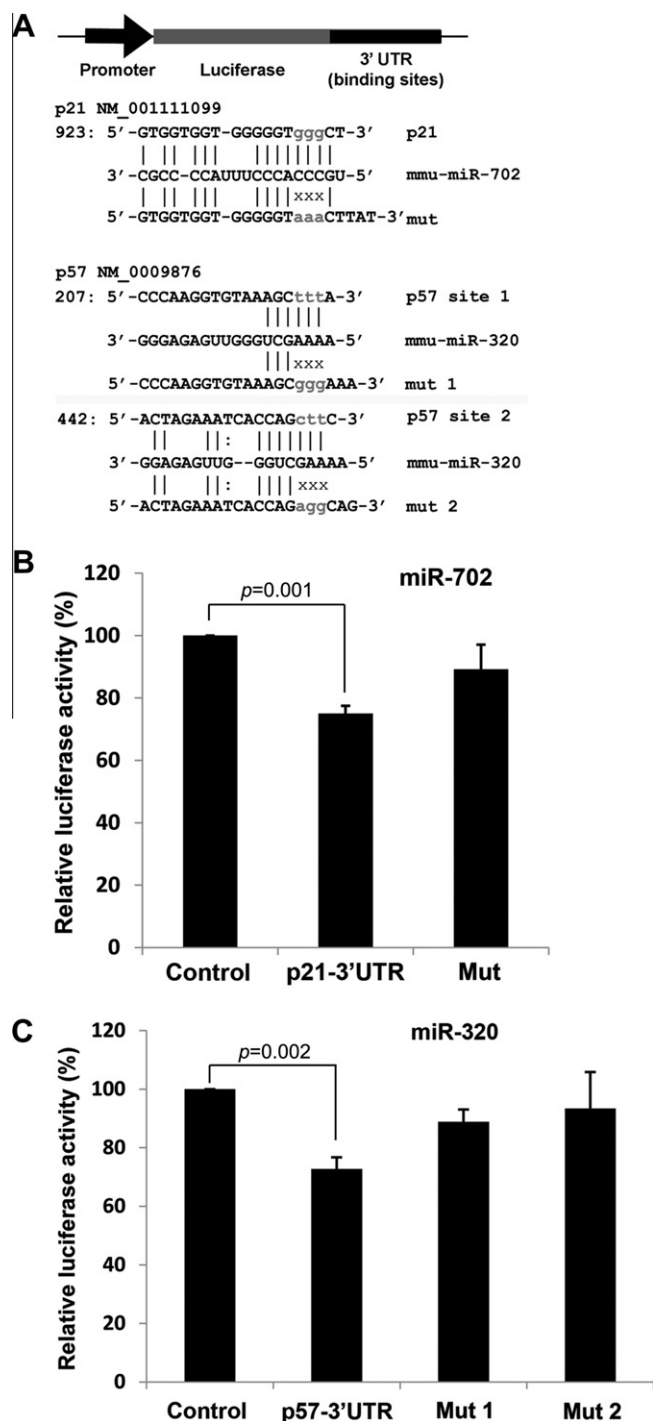 A
Promoter
Luciferase
3' UTR
(binding sites)
p21 NM_001111099
923: 5'-GTGGTGGT-GGGGGTgggCT-3' p21
| || ||| ||||||||
3'-CGCC-CCAUUUCCCACCCGU-5' mmu-miR-702
| || ||| ||||xxx|
5'-GTGGTGGT-GGGGGTaaaCTTAT-3' mut
p57 NM_0009876
207: 5'-CCCAAGGTGTAAAGCtttA-3' p57 site 1
||||||
3'-GGGAGAGUUGGGUCGAAAA-5' mmu-miR-320
|||xxx
5'-CCCAAGGTGTAAAGCgggAAA-3' mut 1
442: 5'-ACTAGAAATCACCAGcttC-3' p57 site 2
|| ||: |||||||
3'-GGAGAGUUG--GGUCGAAAA-5' mmu-miR-320
|| ||: ||||xxx
5'-ACTAGAAATCACCAGaggCAG-3' mut 2
B
miR-702
p=0.001
Relative luciferase activity (%)
120
100
80
60
40
20
0
Control p21-3'UTR Mut
C
miR-320
p=0.002
Relative luciferase activity (%)
120
100
80
60
40
20
0
Control p57-3'UTR Mut 1 Mut 2